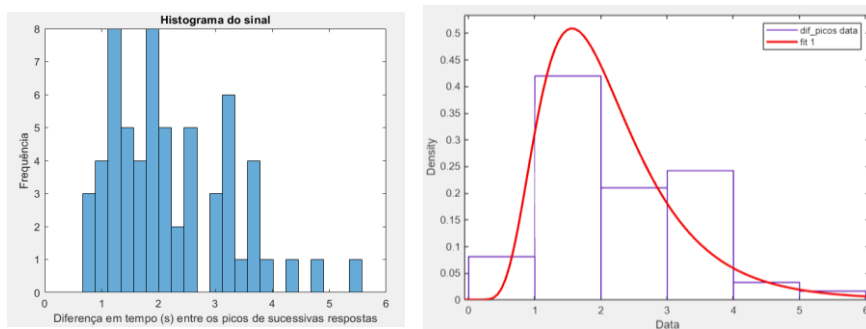 Histograma do sinal
8
7
6
5
4
3
2
1
0
Frequência
0 1 2 3 4 5 6
Diferença em tempo (s) entre os picos de sucessivas respostas
dif_picos data
fit 1
0.5
0.45
0.4
0.35
0.3
0.25
0.2
0.15
0.1
0.05
0
Density
0 1 2 3 4 5
Data